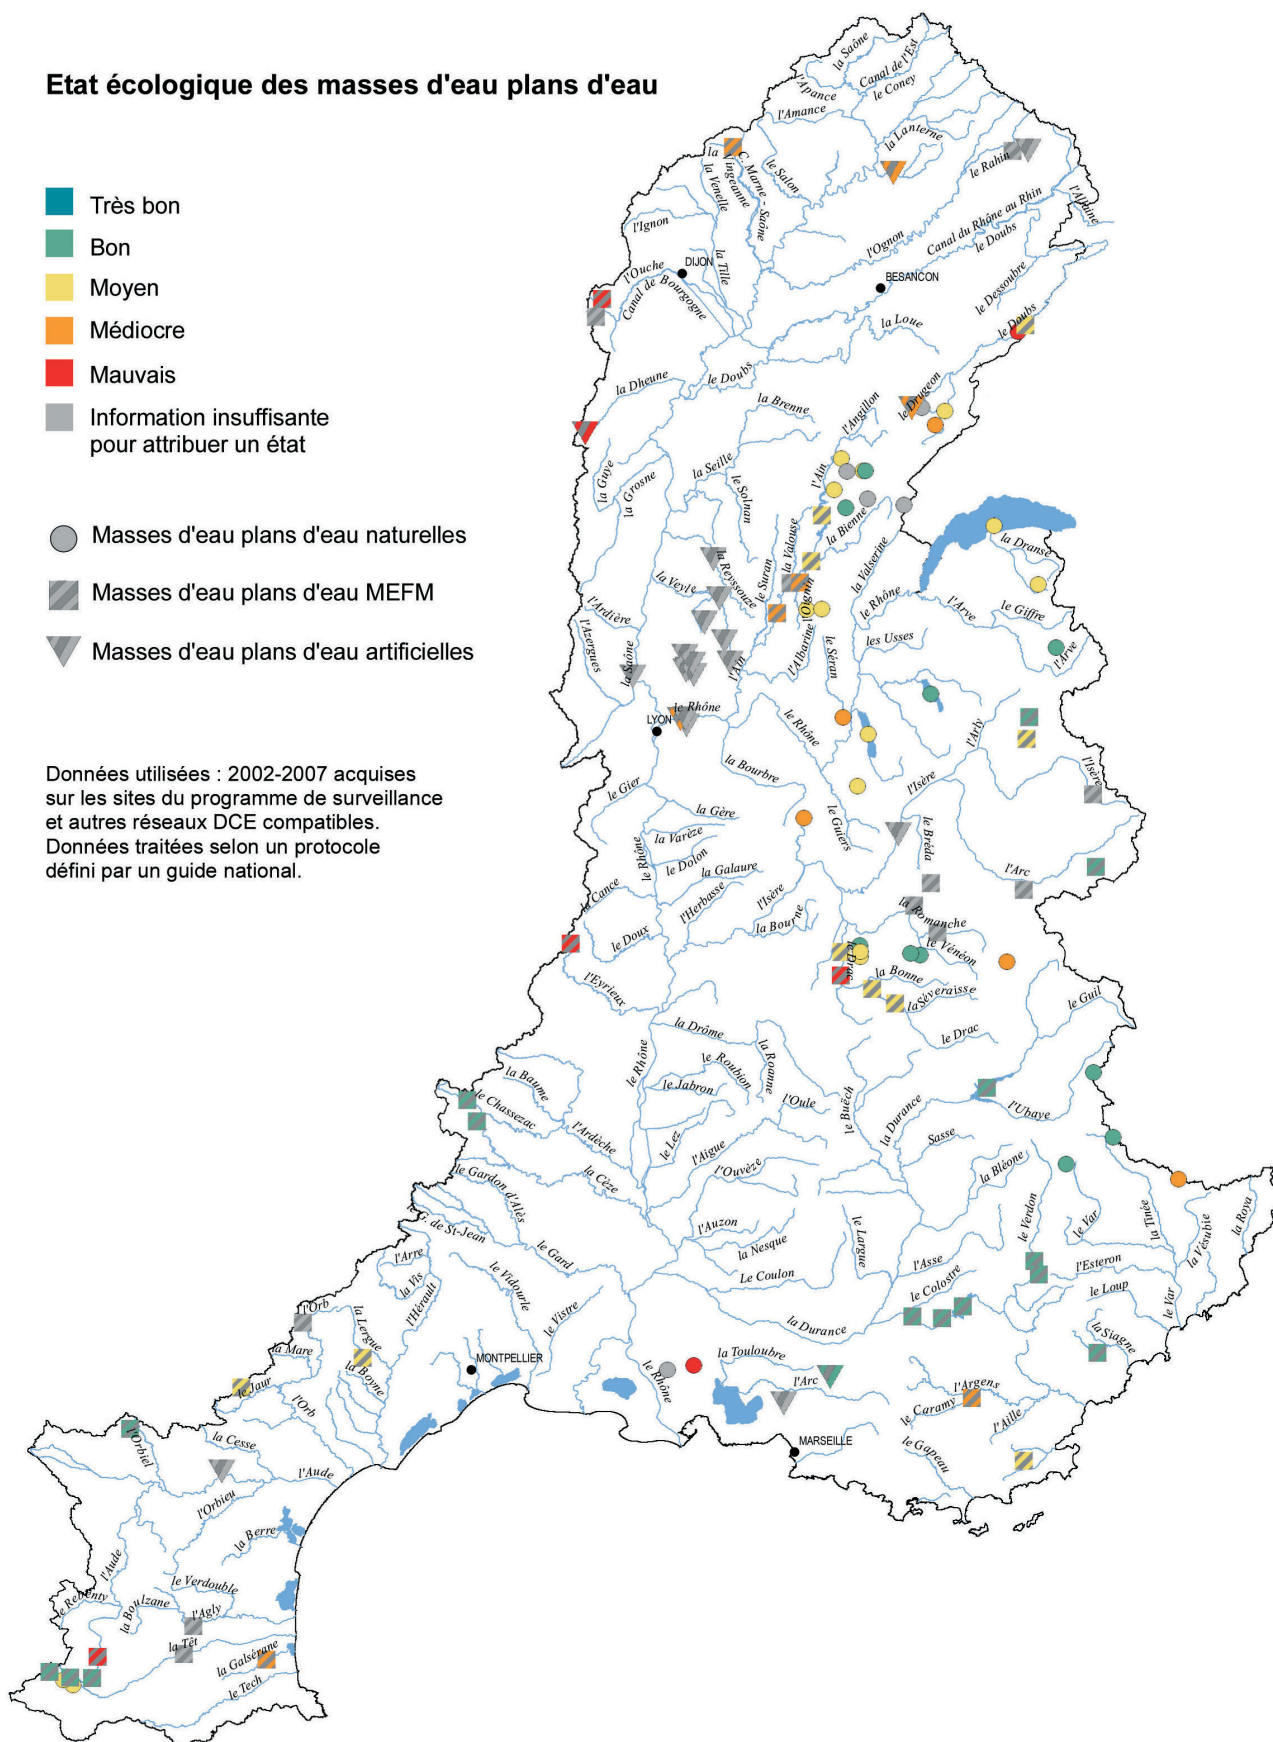 Etat écologique des masses d'eau plans d'eau
Très bon
Bon
Moyen
Médiocre
Mauvais
Information insuffisante
pour attribuer un état
Masses d'eau plans d'eau naturelles
Masses d'eau plans d'eau MEFM
Masses d'eau plans d'eau artificielles
Données utilisées : 2002-2007 acquises
sur les sites du programme de surveillance
et autres réseaux DCE compatibles.
Données traitées selon un protocole
défini par un guide national.
la Saône
Canal de l'Est
l'Apance
le Coney
l'Amance
la Lanterne
la Vingeanne
C. Marne - Saône
le Salon
la Venelle
le Rahin
l'Allaine
l'Ignon
Canal du Rhône au Rhin
l'Ognon
le Doubs
la Tille
l'Ouche
DIJON
Canal de Bourgogne
BESANCON
le Dessoubre
la Loue
le Doubs
la Dheune
le Doubs
la Brenne
le Drugeon
l'Angillon
la Guye
la Grosne
la Seille
le Solnan
l'Ain
la Bienne
la Valouse
la Reyssouze
le Suran
la Valserine
la Dranse
la Veyle
l'Oignin
le Rhône
l'Arve
le Giffre
l'Ardière
l'Azergues
l'Albarine
les Usses
l'Arve
la Saône
l'Ain
le Séran
le Rhône
LYON
le Rhône
l'Arly
la Bourbre
l'Isère
l'Isère
le Gier
la Gère
le Guiers
le Bréda
la Varèze
le Dolon
le Rhône
la Galaure
l'Arc
la Cance
l'Herbasse
l'Isère
la Bourne
la Romanche
le Doux
le Vénéon
le Drac
la Bonne
la Séveraisse
l'Eyrieux
le Guil
la Drôme
la Roanne
le Drac
le Roubion
le Rhône
la Baume
le Jabron
le Chassezac
l'Oule
le Buëch
la Durance
l'Ubaye
l'Ardèche
le Lez
l'Aigue
Sasse
l'Ouvèze
la Bléone
la Cèze
le Gardon d'Alès
le Verdon
le Var
la Tinée
la Vésubie
la Roya
le G. de St-Jean
l'Auzon
la Nesque
le Largue
l'Arre
le Gard
Le Coulon
l'Asse
l'Esteron
la Vis
le Vidourle
l'Hérault
le Colostre
le Loup
le Var
l'Orb
la Lergue
le Vistre
la Durance
la Siagne
la Mare
MONTPELLIER
la Touloubre
le Rhône
la Boyne
le Jaur
l'Arc
l'Argens
l'Orb
le Caramy
l'Aille
l'Orbiel
la Cesse
MARSEILLE
le Gapeau
l'Aude
l'Orbieu
la Berre
l'Aude
le Rebenty
le Verdouble
la Boulzane
l'Agly
la Têt
la Galsérane
le Tech